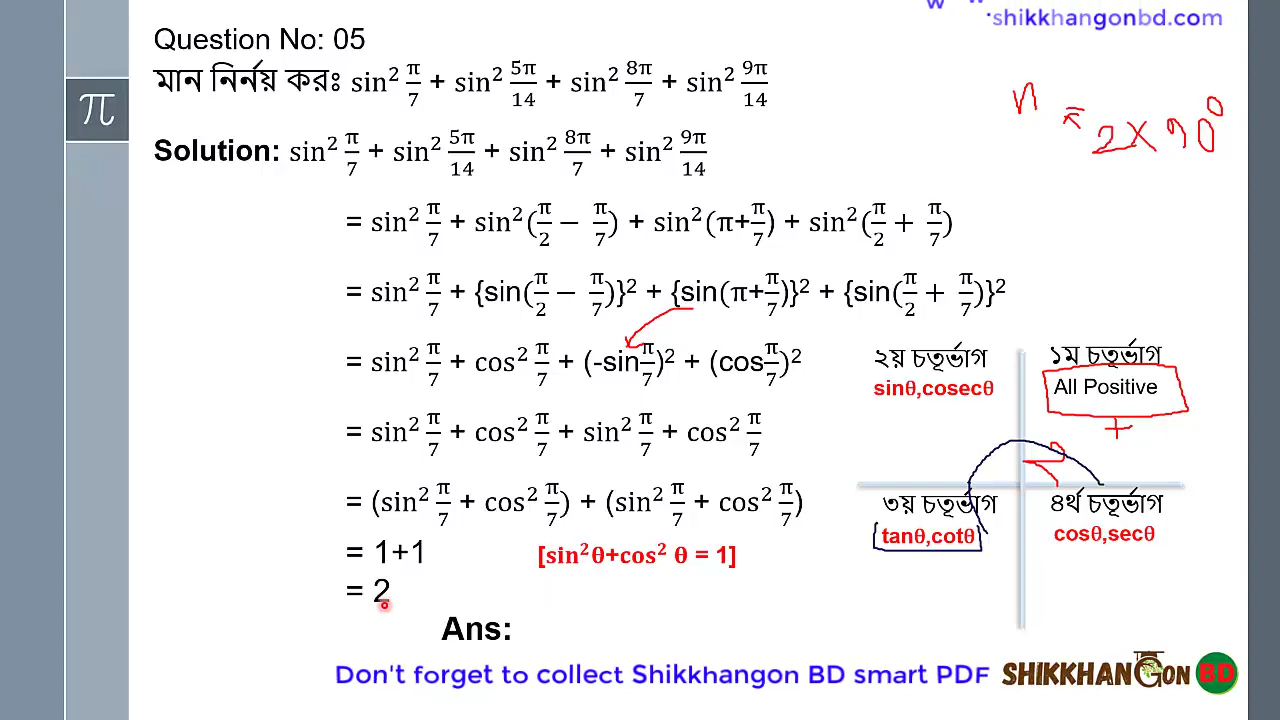 shikkhangonbd.com
Question No: 05
মান নির্নয় করঃ sin² π/7 + sin² 5π/14 + sin² 8π/7 + sin² 9π/14
π
Solution: sin² π/7 + sin² 5π/14 + sin² 8π/7 + sin² 9π/14
= sin² π/7 + sin²(π/2 − π/7) + sin²(π+π/7) + sin²(π/2 + π/7)
= sin² π/7 + {sin(π/2 − π/7)}² + {sin(π+π/7)}² + {sin(π/2 + π/7)}²
= sin² π/7 + cos² π/7 + (-sinπ/7)² + (cosπ/7)²
= sin² π/7 + cos² π/7 + sin² π/7 + cos² π/7
= (sin² π/7 + cos² π/7) + (sin² π/7 + cos² π/7)
= 1+1 [sin²θ+cos² θ = 1]
= 2
Ans:
2×90°
২য় চতূর্ভাগ
sinθ,cosecθ
১ম চতূর্ভাগ
All Positive
+
৩য় চতূর্ভাগ
tanθ,cotθ
৪র্থ চতূর্ভাগ
cosθ,secθ
Don't forget to collect Shikkhangon BD smart PDF
SHIKKHANGON BD